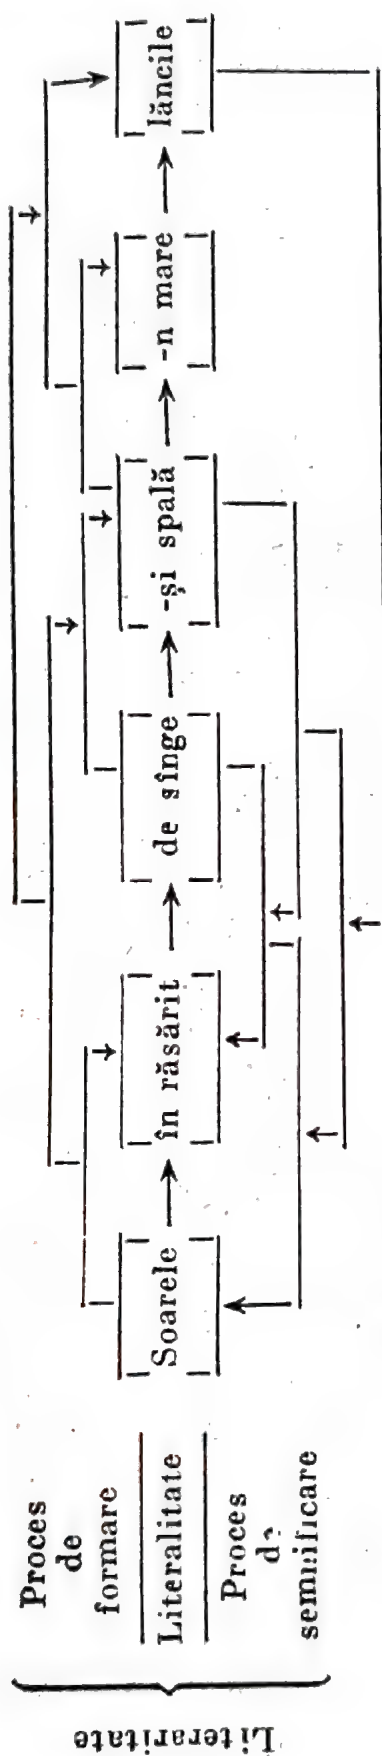 Literaritate
Proces
de
formare
Literalitate
Proces
de
semnificare
Soarele
în răsărit
de sînge
-și spală
-n mare
lăncile